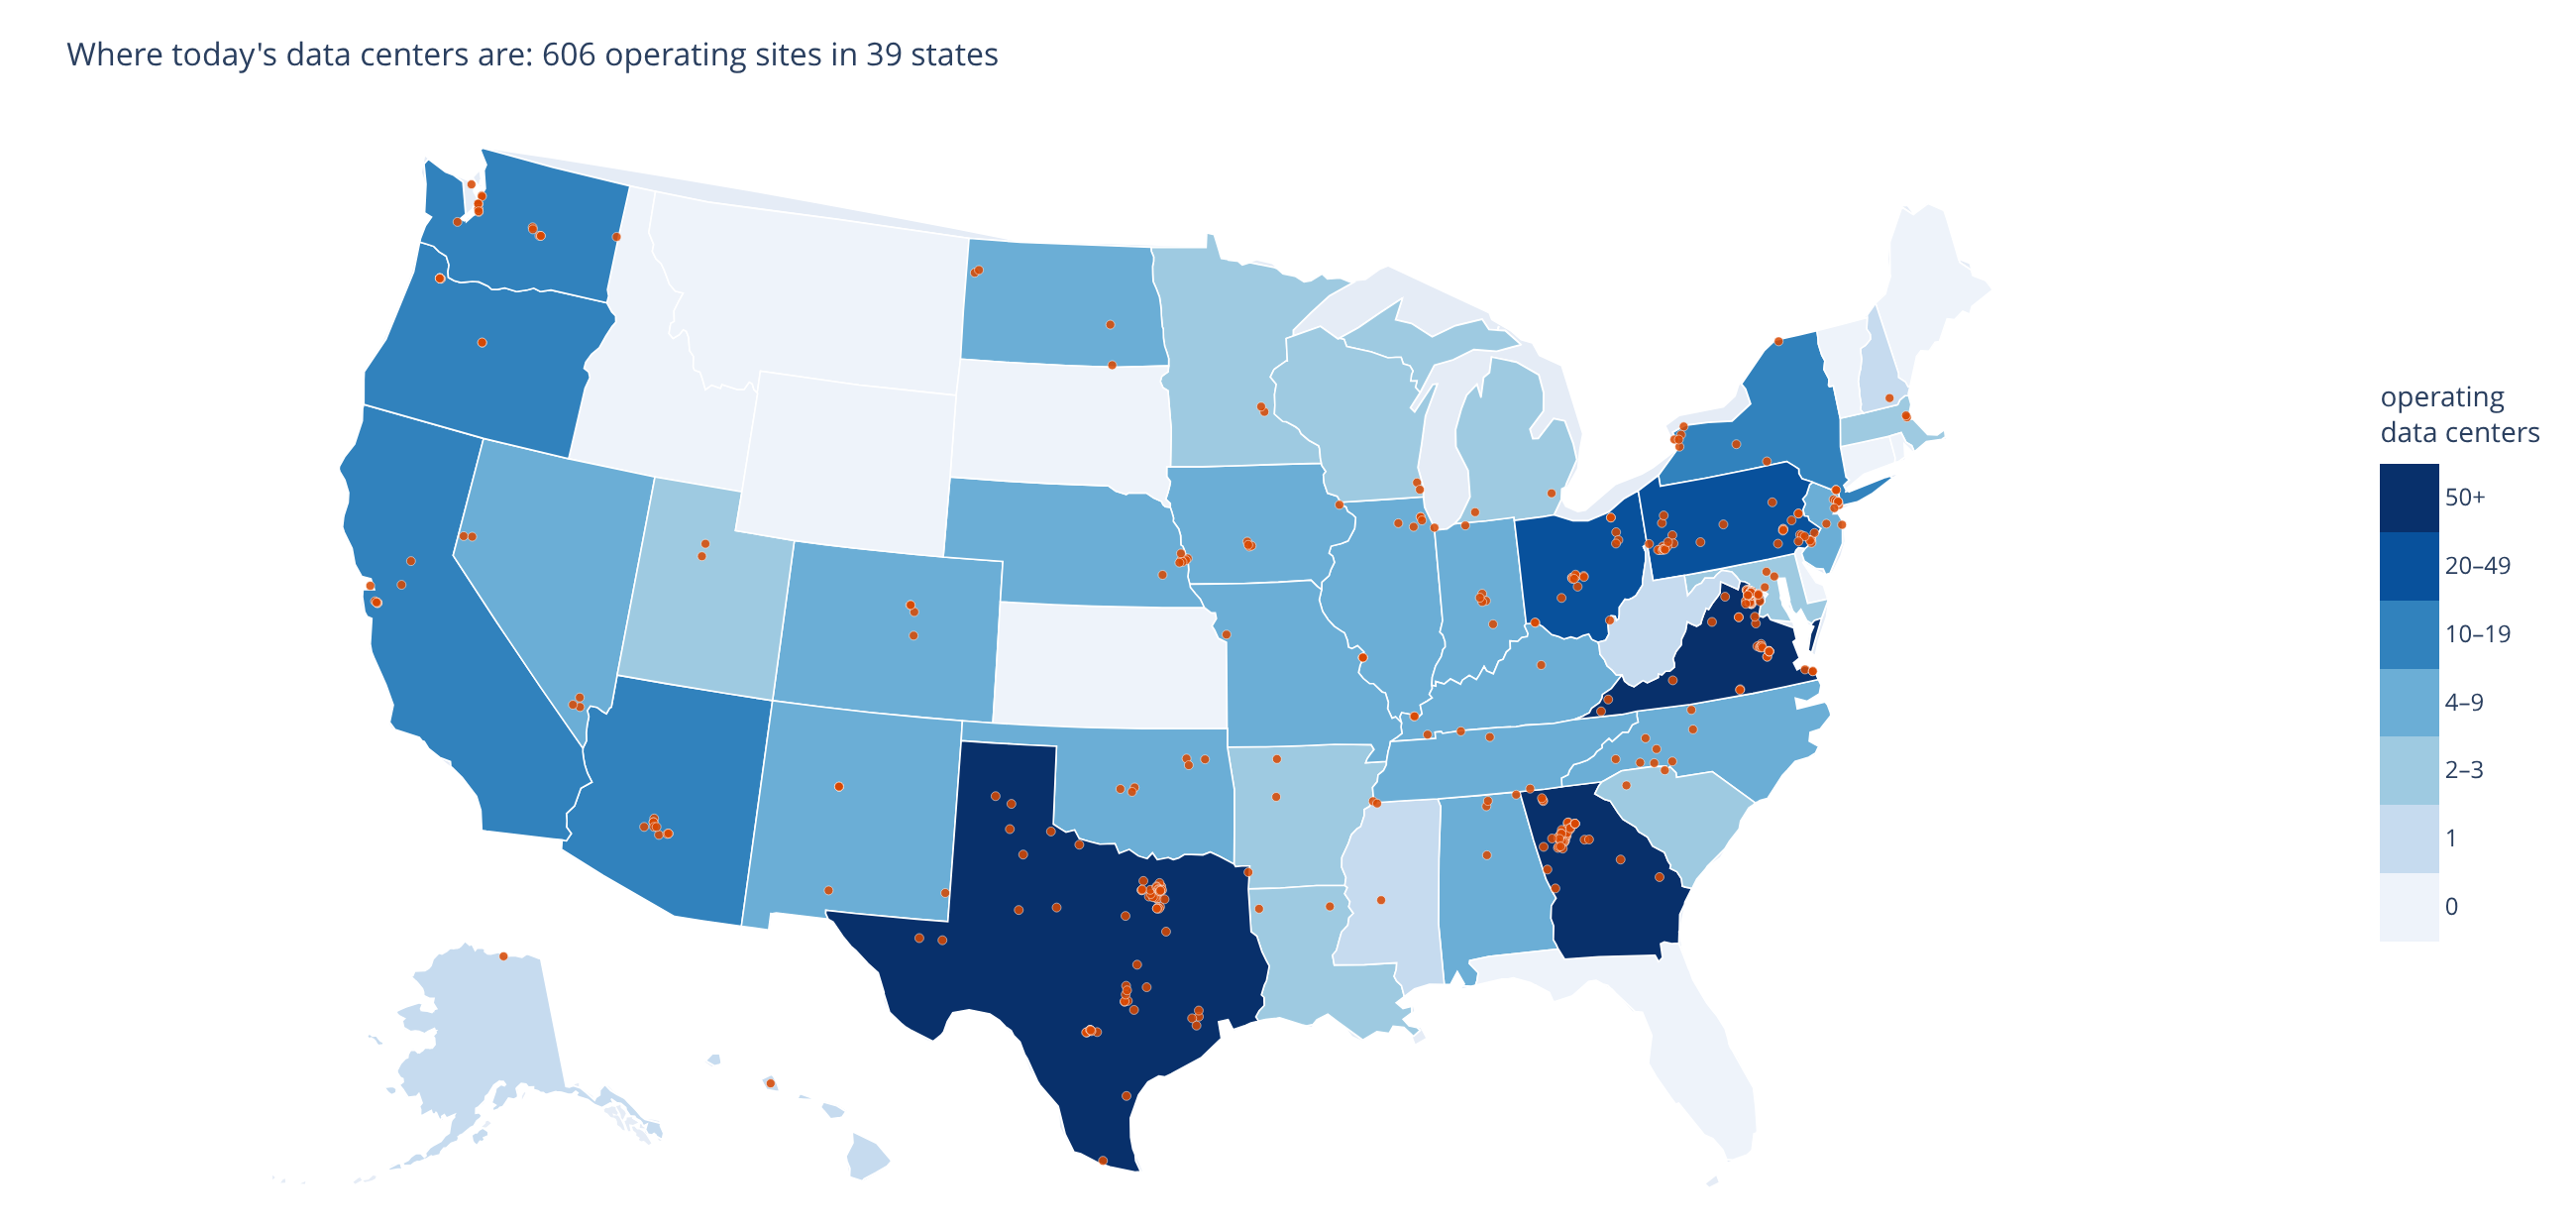 Where today's data centers are: 606 operating sites in 39 states
operating
data centers
50+
20–49
10–19
4–9
2–3
1
0